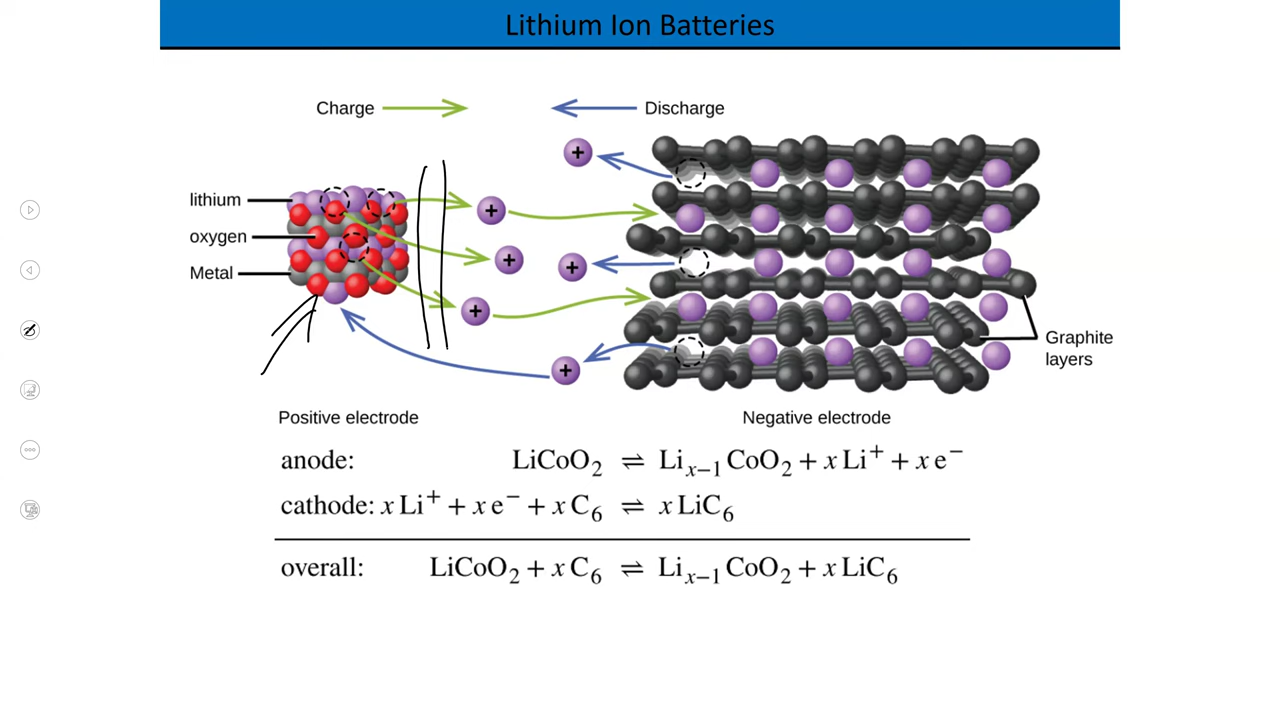 Lithium Ion Batteries
Charge
Discharge
+
lithium
+
oxygen
+
+
Metal
+
Graphite
layers
+
Positive electrode
Negative electrode
anode: LiCoO₂ ⇌ Liₓ₋₁CoO₂ + x Li⁺ + x e⁻
cathode: x Li⁺ + x e⁻ + x C₆ ⇌ x LiC₆
overall: LiCoO₂ + x C₆ ⇌ Liₓ₋₁CoO₂ + x LiC₆